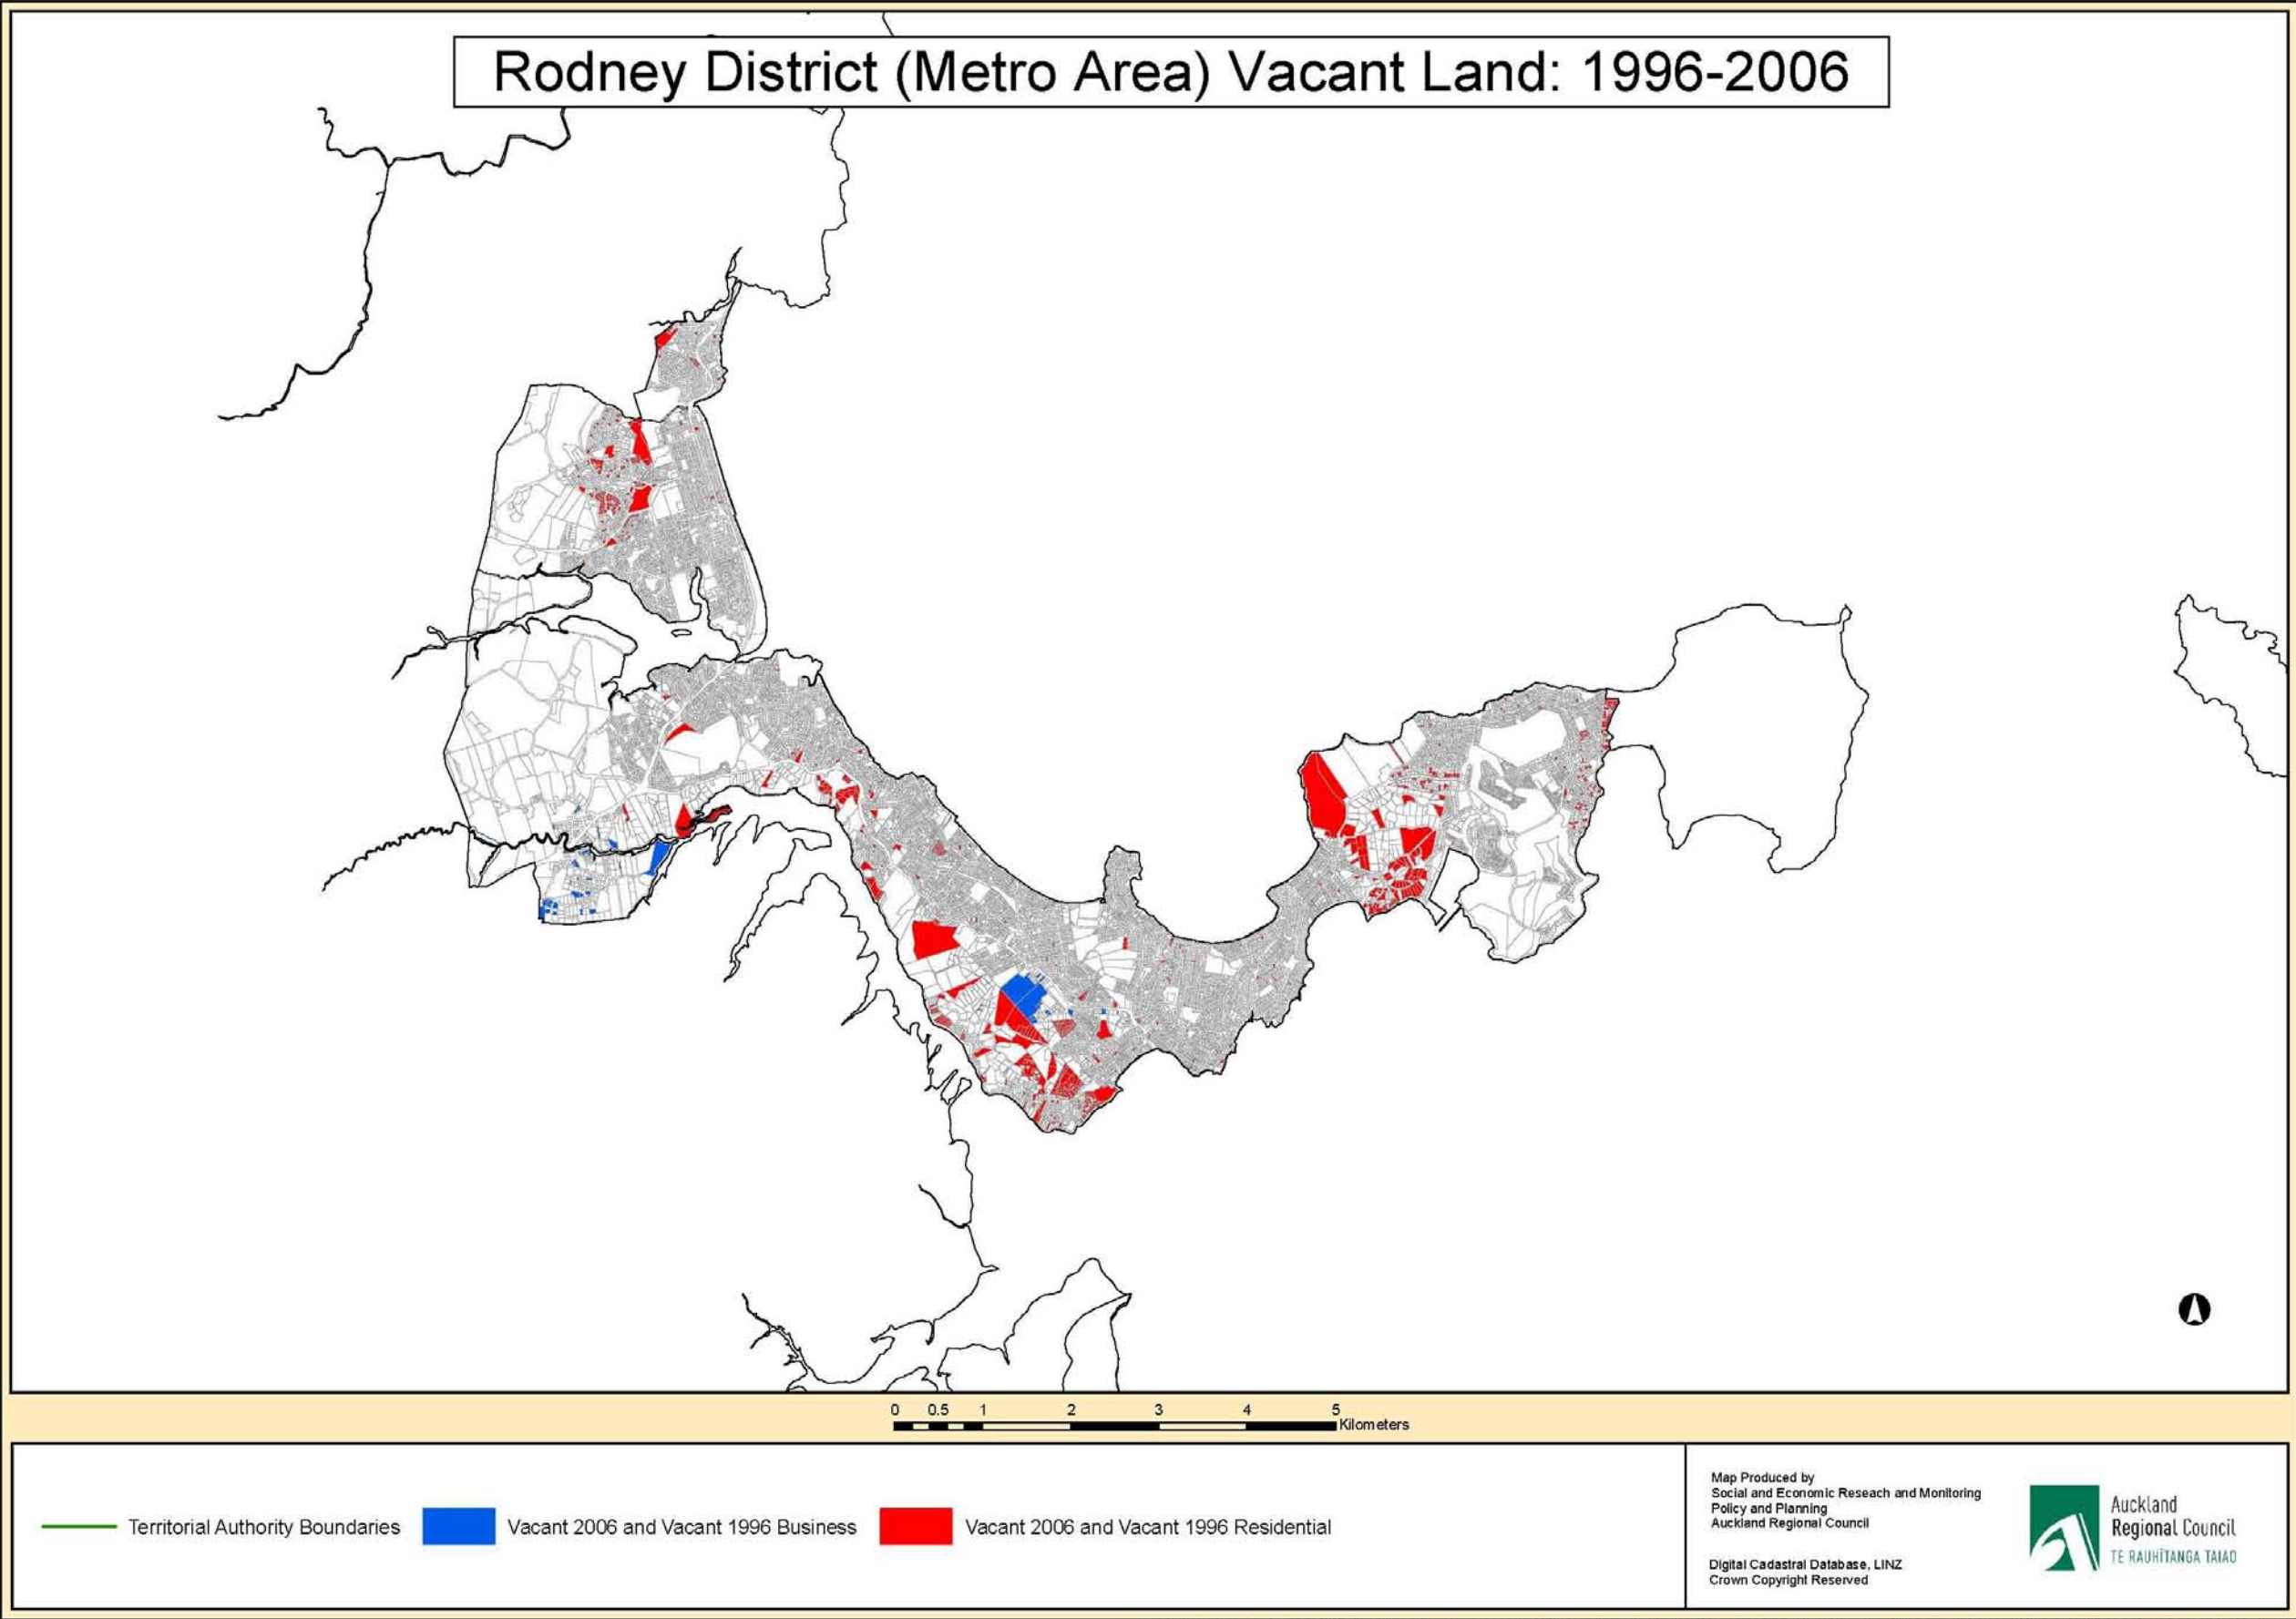 Rodney District (Metro Area) Vacant Land: 1996-2006
0 0.5 1 2 3 4 5
Kilometers
Territorial Authority Boundaries
Vacant 2006 and Vacant 1996 Business
Vacant 2006 and Vacant 1996 Residential
Map Produced by
Social and Economic Reseach and Monitoring
Policy and Planning
Auckland Regional Council
Digital Cadastral Database, LINZ
Crown Copyright Reserved
Auckland
Regional Council
TE RAUHĪTANGA TAIAO